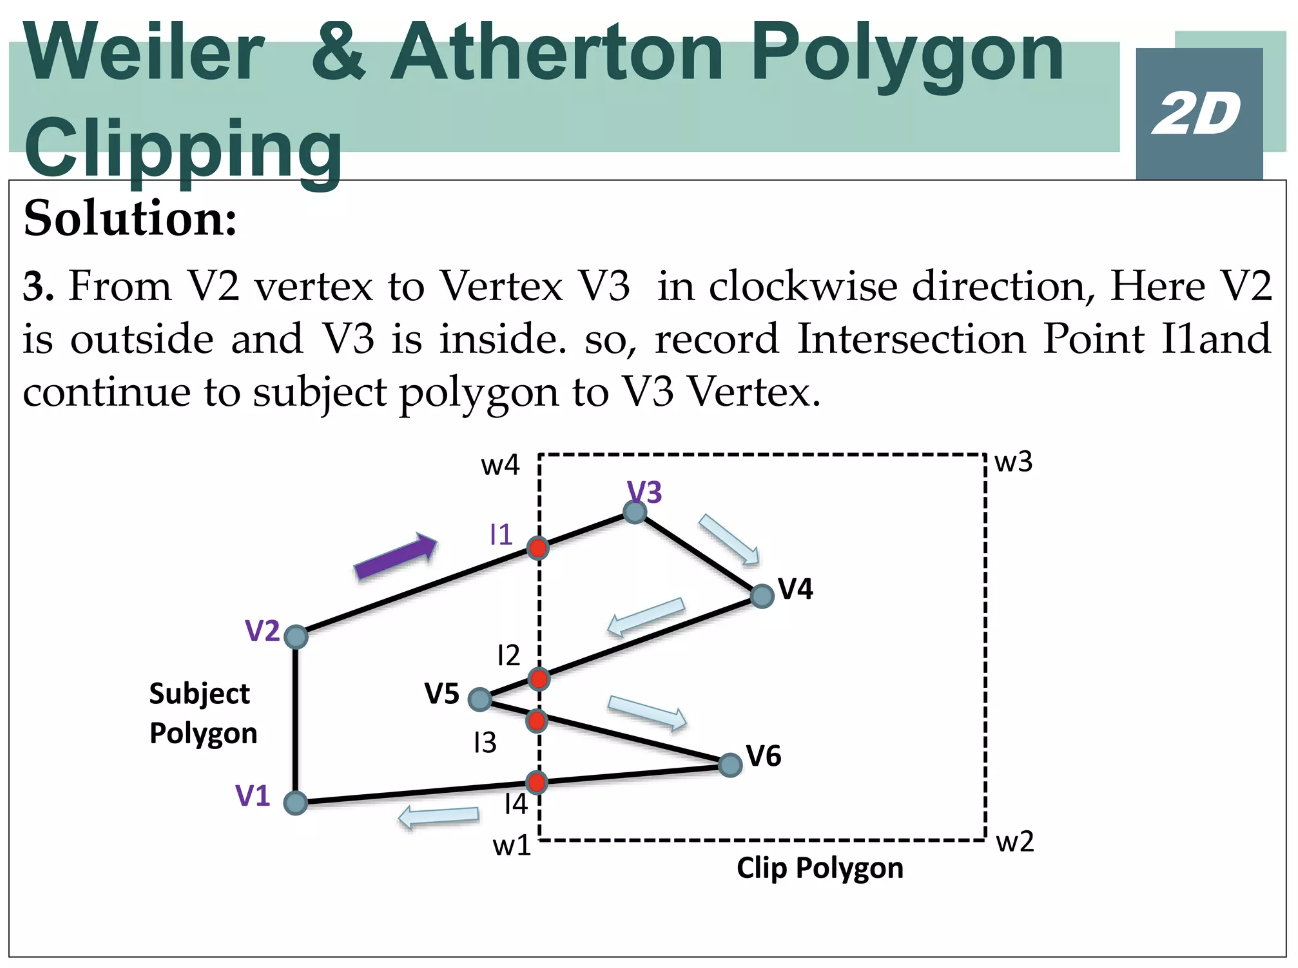 Weiler & Atherton Polygon
Clipping
2D
Solution:
3. From V2 vertex to Vertex V3 in clockwise direction, Here V2
is outside and V3 is inside. so, record Intersection Point I1and
continue to subject polygon to V3 Vertex.
w4
w3
V3
I1
V4
V2
I2
Subject
Polygon
V5
I3
V6
V1
I4
w1
w2
Clip Polygon